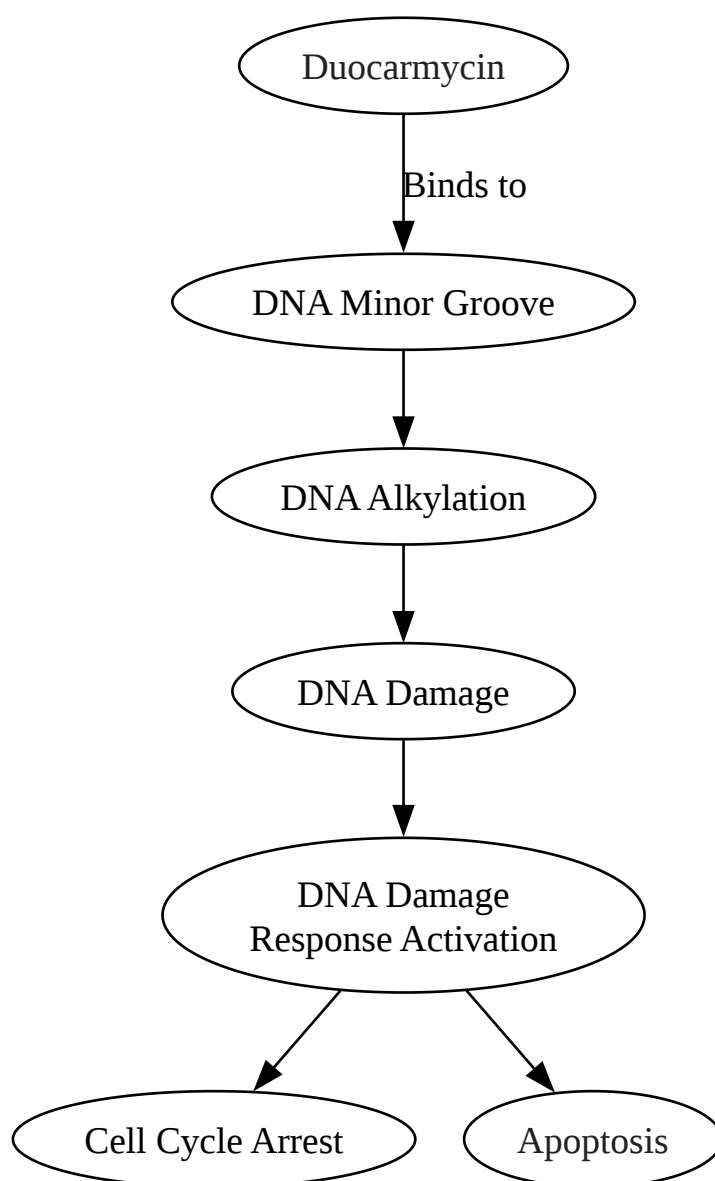 Duocarmycin
Binds to
DNA Minor Groove
DNA Alkylation
DNA Damage
DNA Damage
Response Activation
Cell Cycle Arrest
Apoptosis